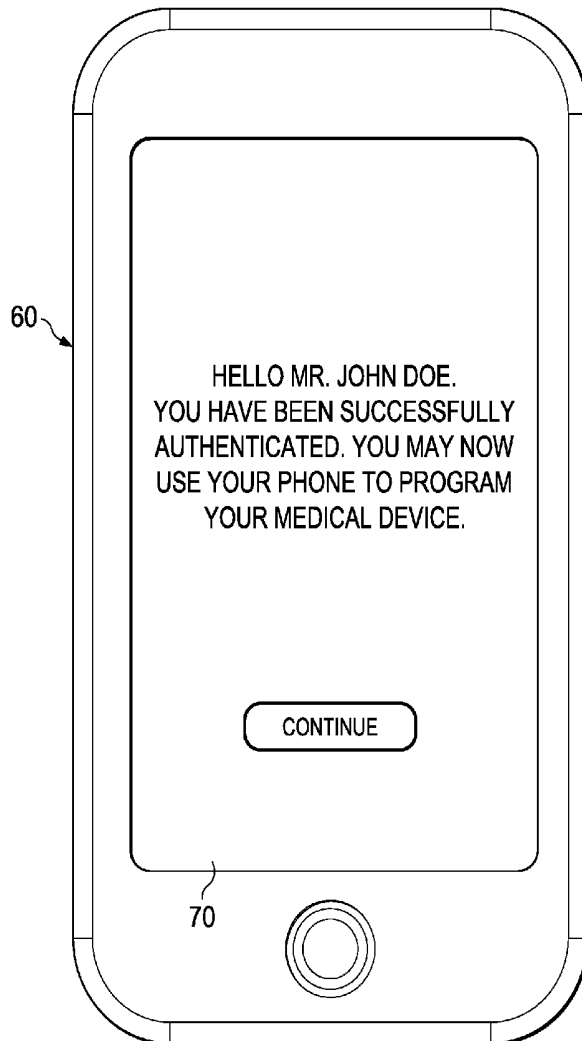 60
HELLO MR. JOHN DOE.
YOU HAVE BEEN SUCCESSFULLY
AUTHENTICATED. YOU MAY NOW
USE YOUR PHONE TO PROGRAM
YOUR MEDICAL DEVICE.
CONTINUE
70